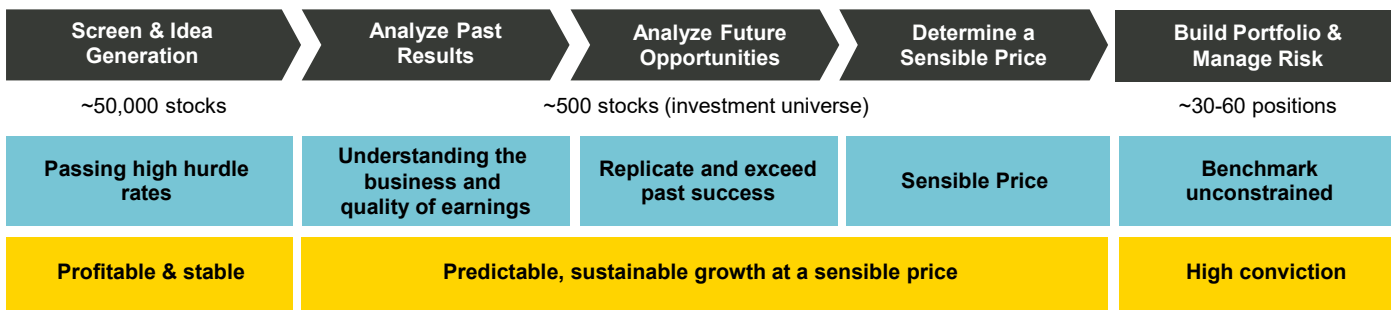 Screen & Idea
Generation
Analyze Past
Results
Analyze Future
Opportunities
Determine a
Sensible Price
Build Portfolio &
Manage Risk
~50,000 stocks
~500 stocks (investment universe)
~30-60 positions
Passing high hurdle
rates
Understanding the
business and
quality of earnings
Replicate and exceed
past success
Sensible Price
Benchmark
unconstrained
Profitable & stable
Predictable, sustainable growth at a sensible price
High conviction